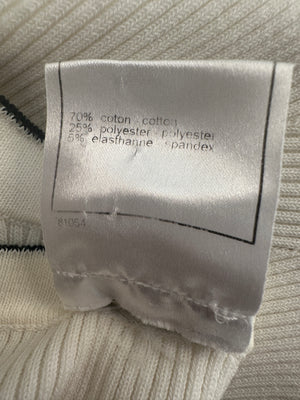 70% coton - cotton
25% polyester - polyester
5% elasthanne - spandex
81054